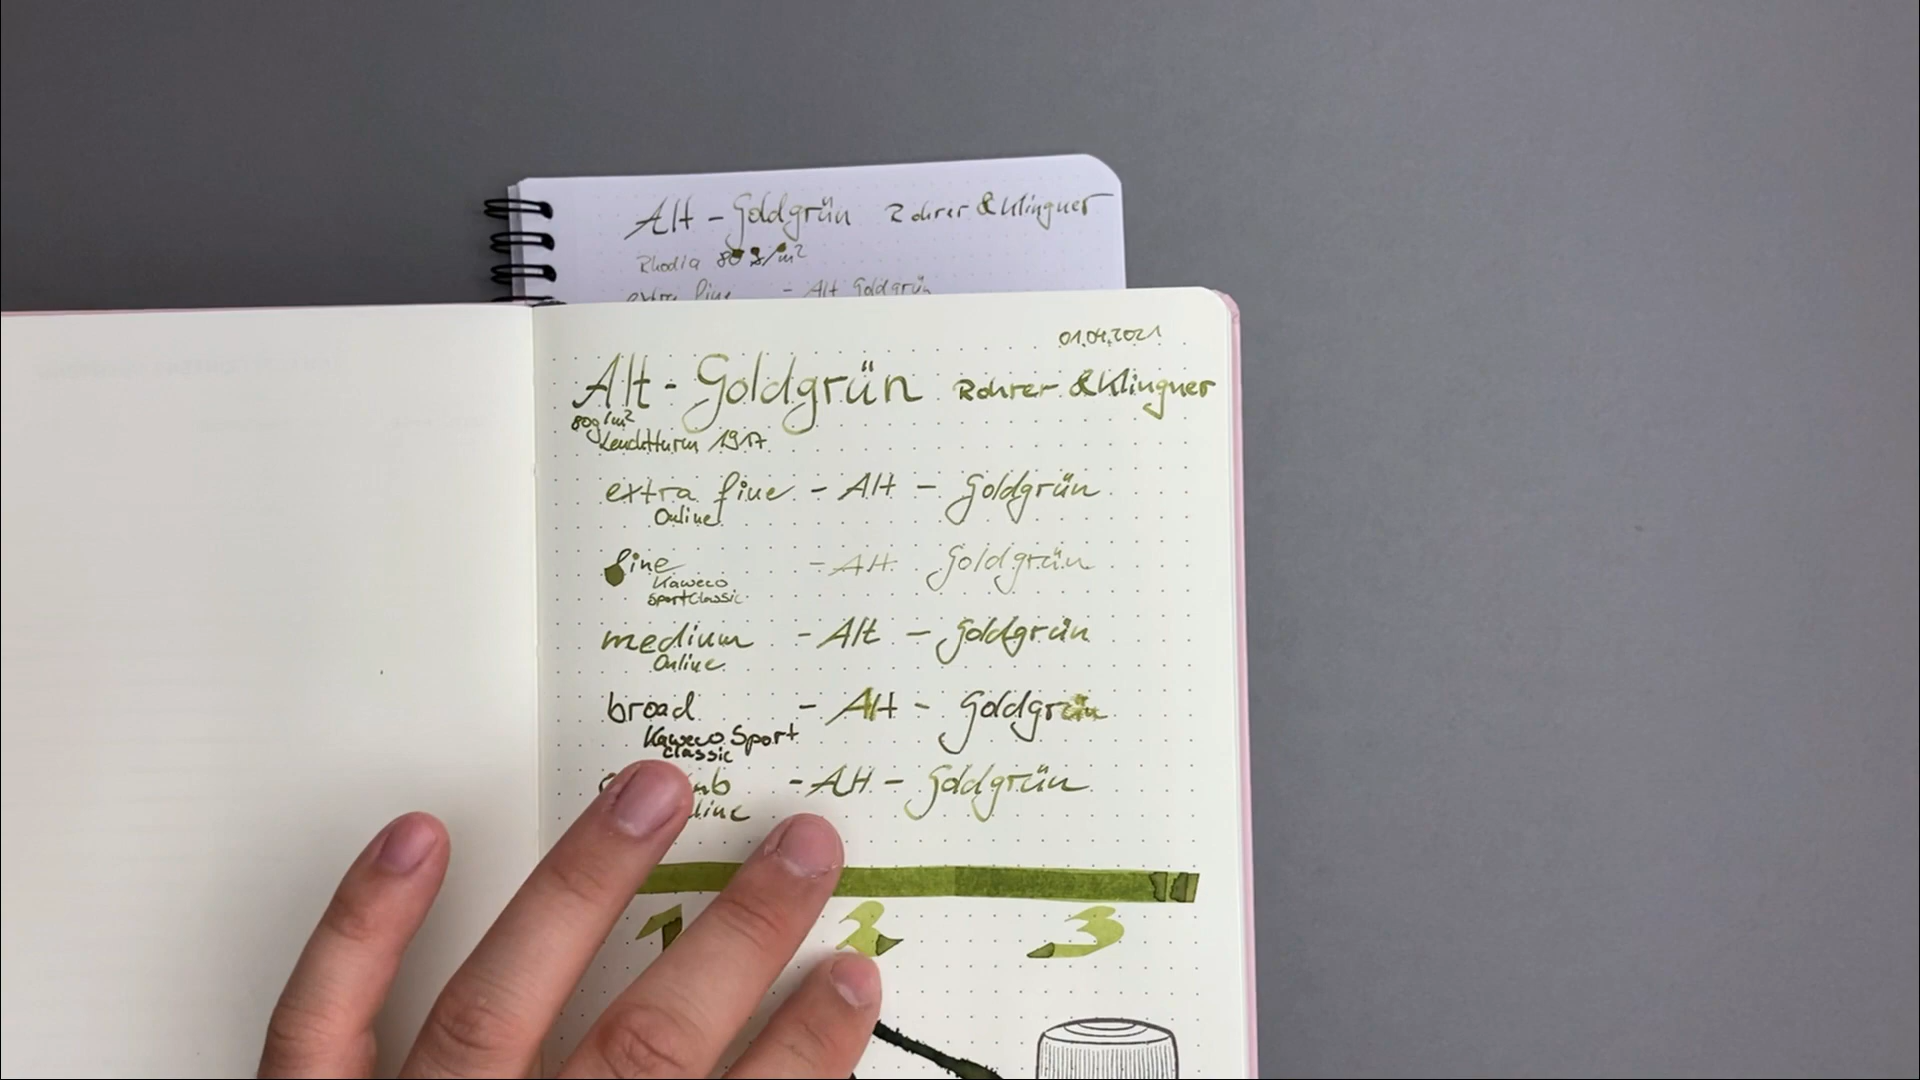 Alt - Goldgrün Rohrer & Klingner
Rhodia 80 g/m²
extra fine - Alt Goldgrün
01.04.2021
Alt - Goldgrün Rohrer & Klingner
80g/m²
Leuchtturm 1917
extra fine - Alt - Goldgrün
Online
fine - Alt Goldgrün
Kaweco
Sport Classic
medium - Alt - Goldgrün
Online
broad - Alt - Goldgrün
Kaweco Sport
Classic
- Alt - Goldgrün
1 2 3